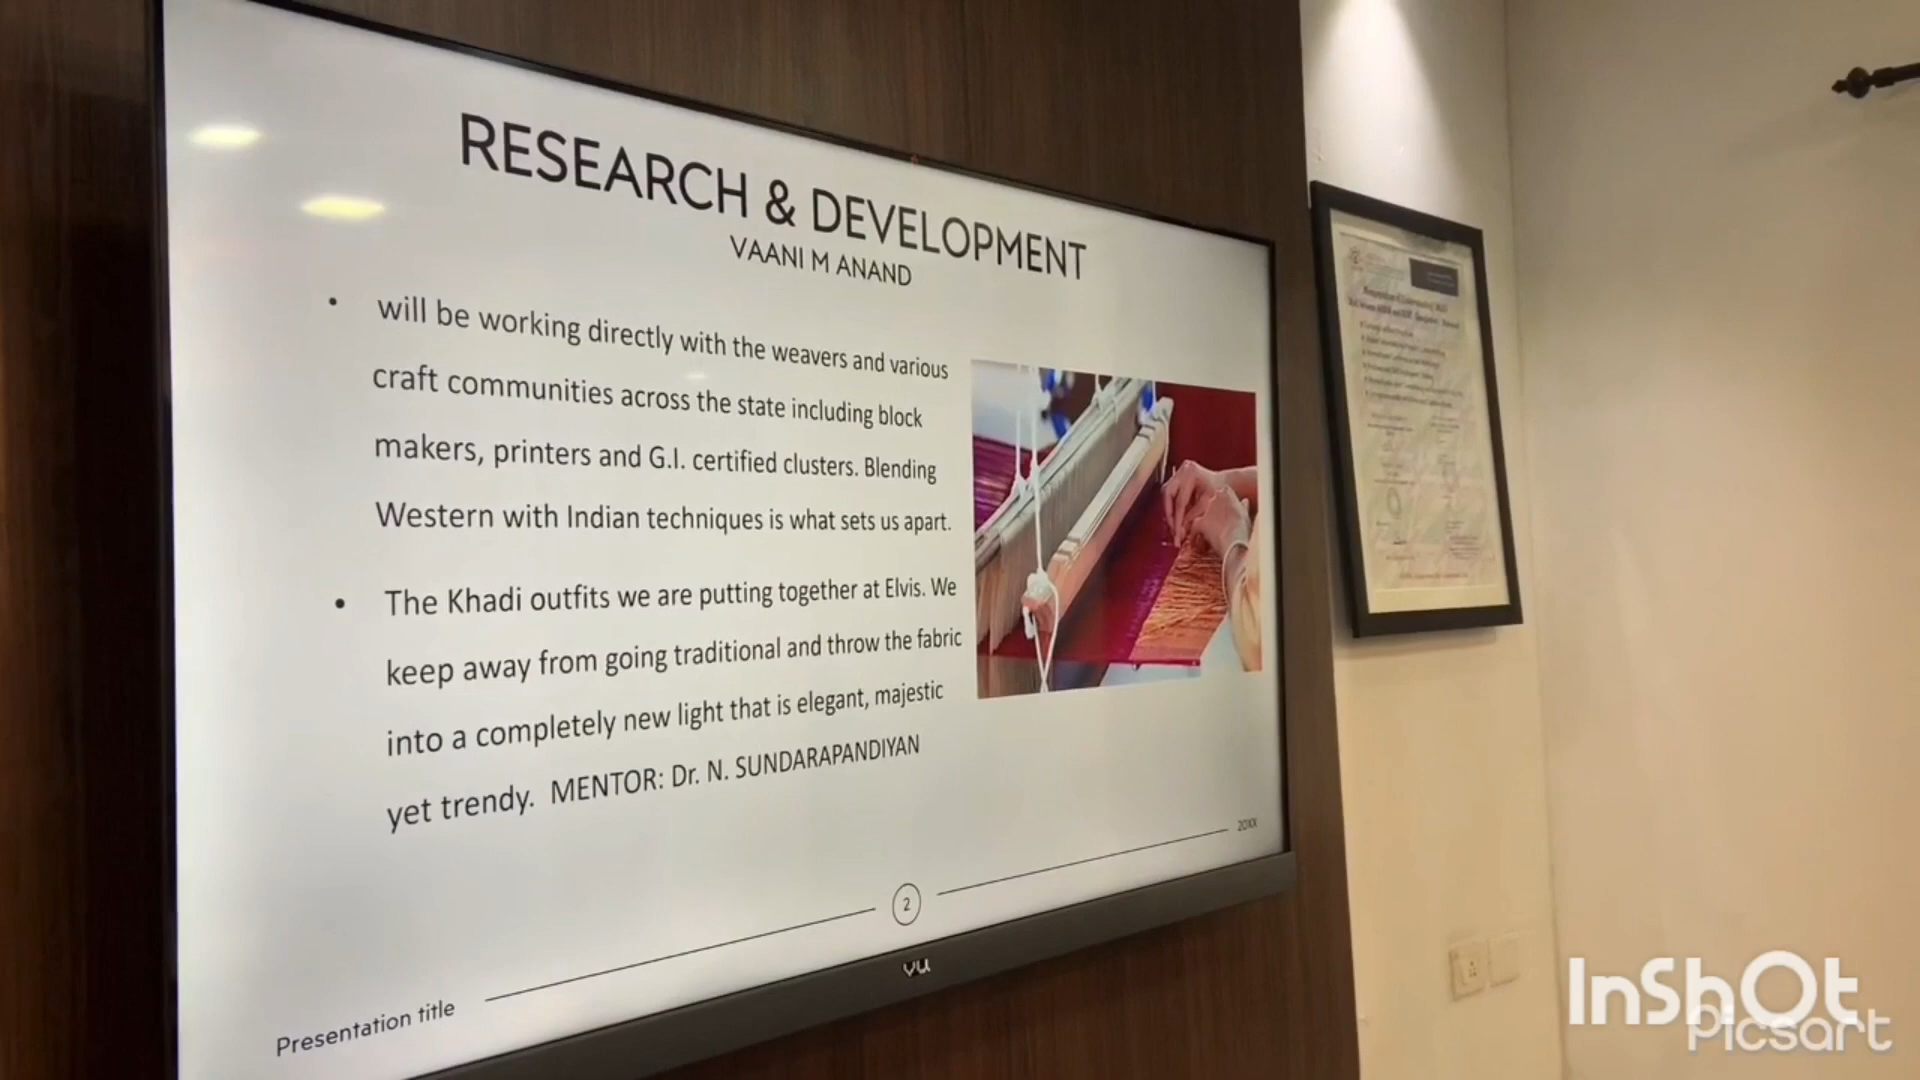 RESEARCH & DEVELOPMENT
VAANI M ANAND
• will be working directly with the weavers and various
craft communities across the state including block
makers, printers and G.I. certified clusters. Blending
Western with Indian techniques is what sets us apart.
• The Khadi outfits we are putting together at Elvis. We
keep away from going traditional and throw the fabric
into a completely new light that is elegant, majestic
yet trendy. MENTOR: Dr. N. SUNDARAPANDIYAN
20XX
2
Presentation title
vu
InShOt
Picsart